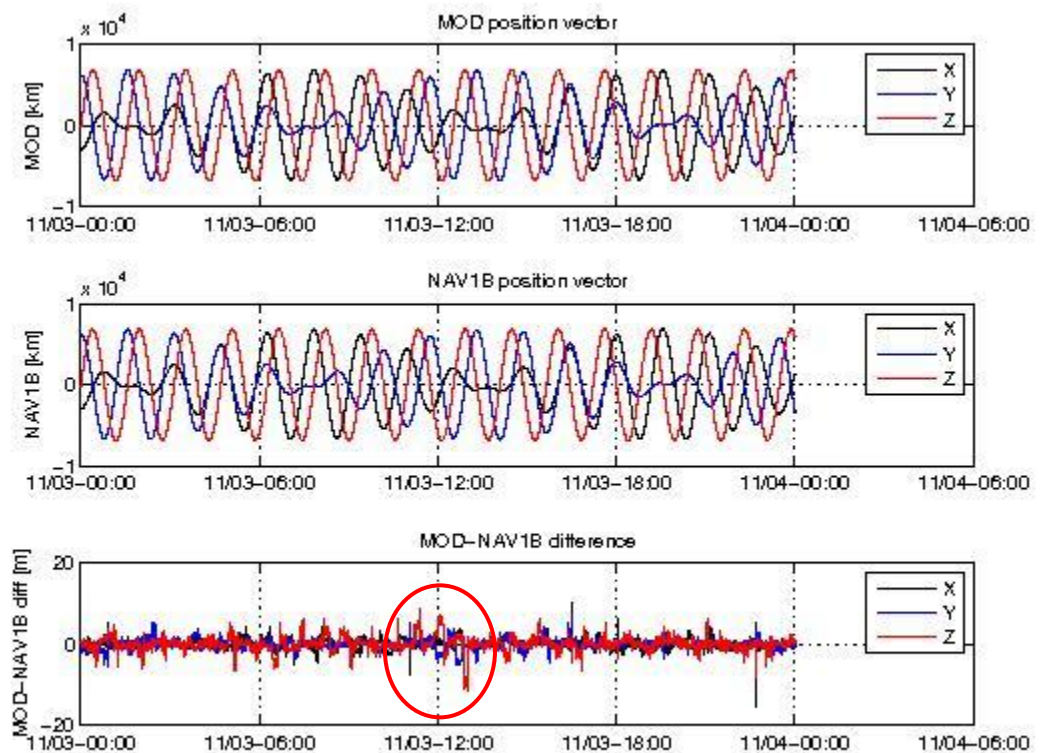 MOD position vector
x 10^4
1
0
−1
MOD [km]
X
Y
Z
11/03−00:00 11/03−06:00 11/03−12:00 11/03−18:00 11/04−00:00 11/04−06:00
NAV1B position vector
x 10^4
1
0
−1
NAV1B [km]
X
Y
Z
11/03−00:00 11/03−06:00 11/03−12:00 11/03−18:00 11/04−00:00 11/04−06:00
MOD−NAV1B difference
20
0
−20
MOD−NAV1B diff [m]
X
Y
Z
11/03−00:00 11/03−06:00 11/03−12:00 11/03−18:00 11/04−00:00 11/04−06:00